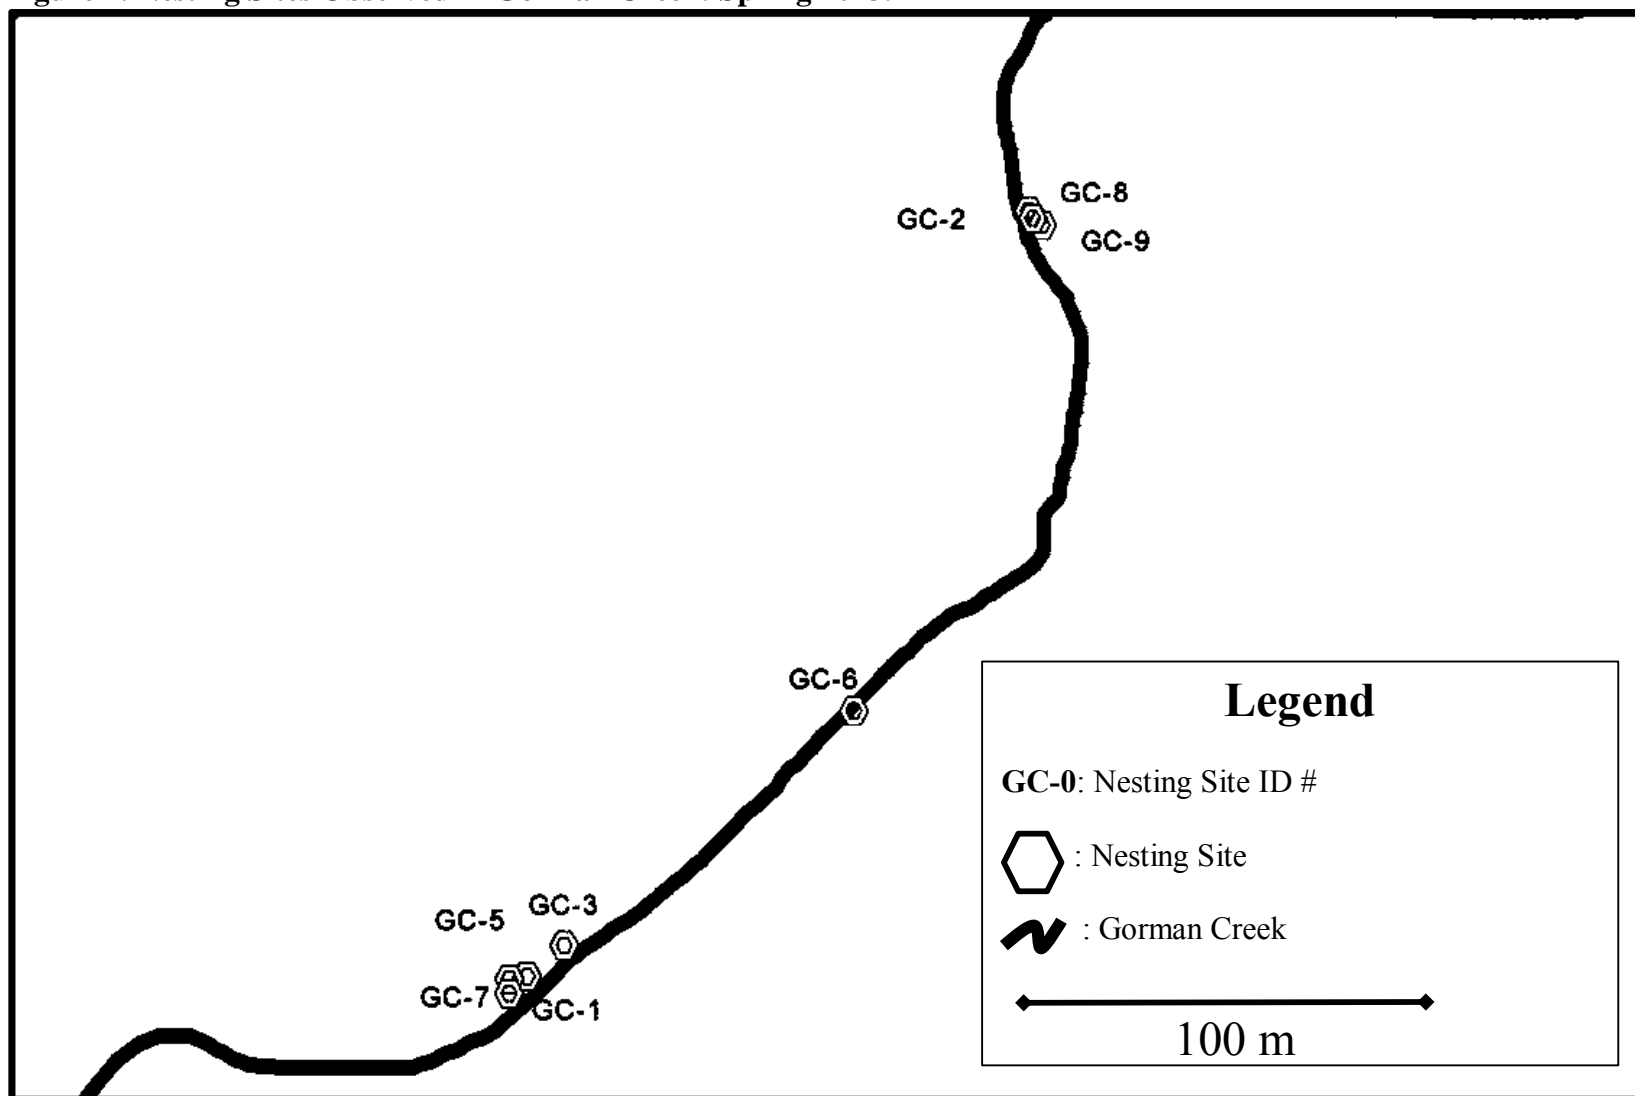 GC-8
GC-2
GC-9
GC-6
Legend
GC-0: Nesting Site ID #
: Nesting Site
GC-3
GC-5
: Gorman Creek
GC-7
GC-1
100 m